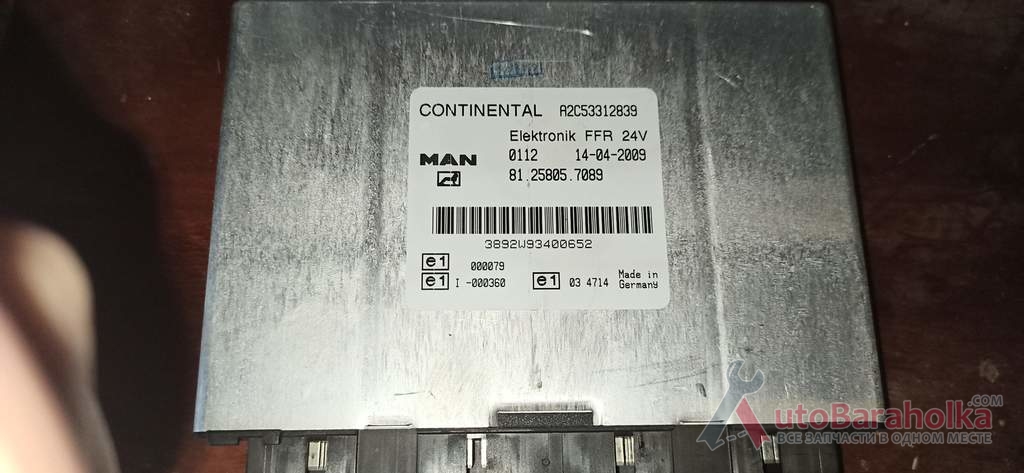 CONTINENTAL A2C53312839
Elektronik FFR 24V
MAN 0112 14-04-2009
81.25805.7089
3892W93400652
e1 000079
e1 I -000360 e1 03 4714 Made in
Germany
AutoBaraholka.com
ВСЕ ЗАПЧАСТИ В ОДНОМ МЕСТЕ